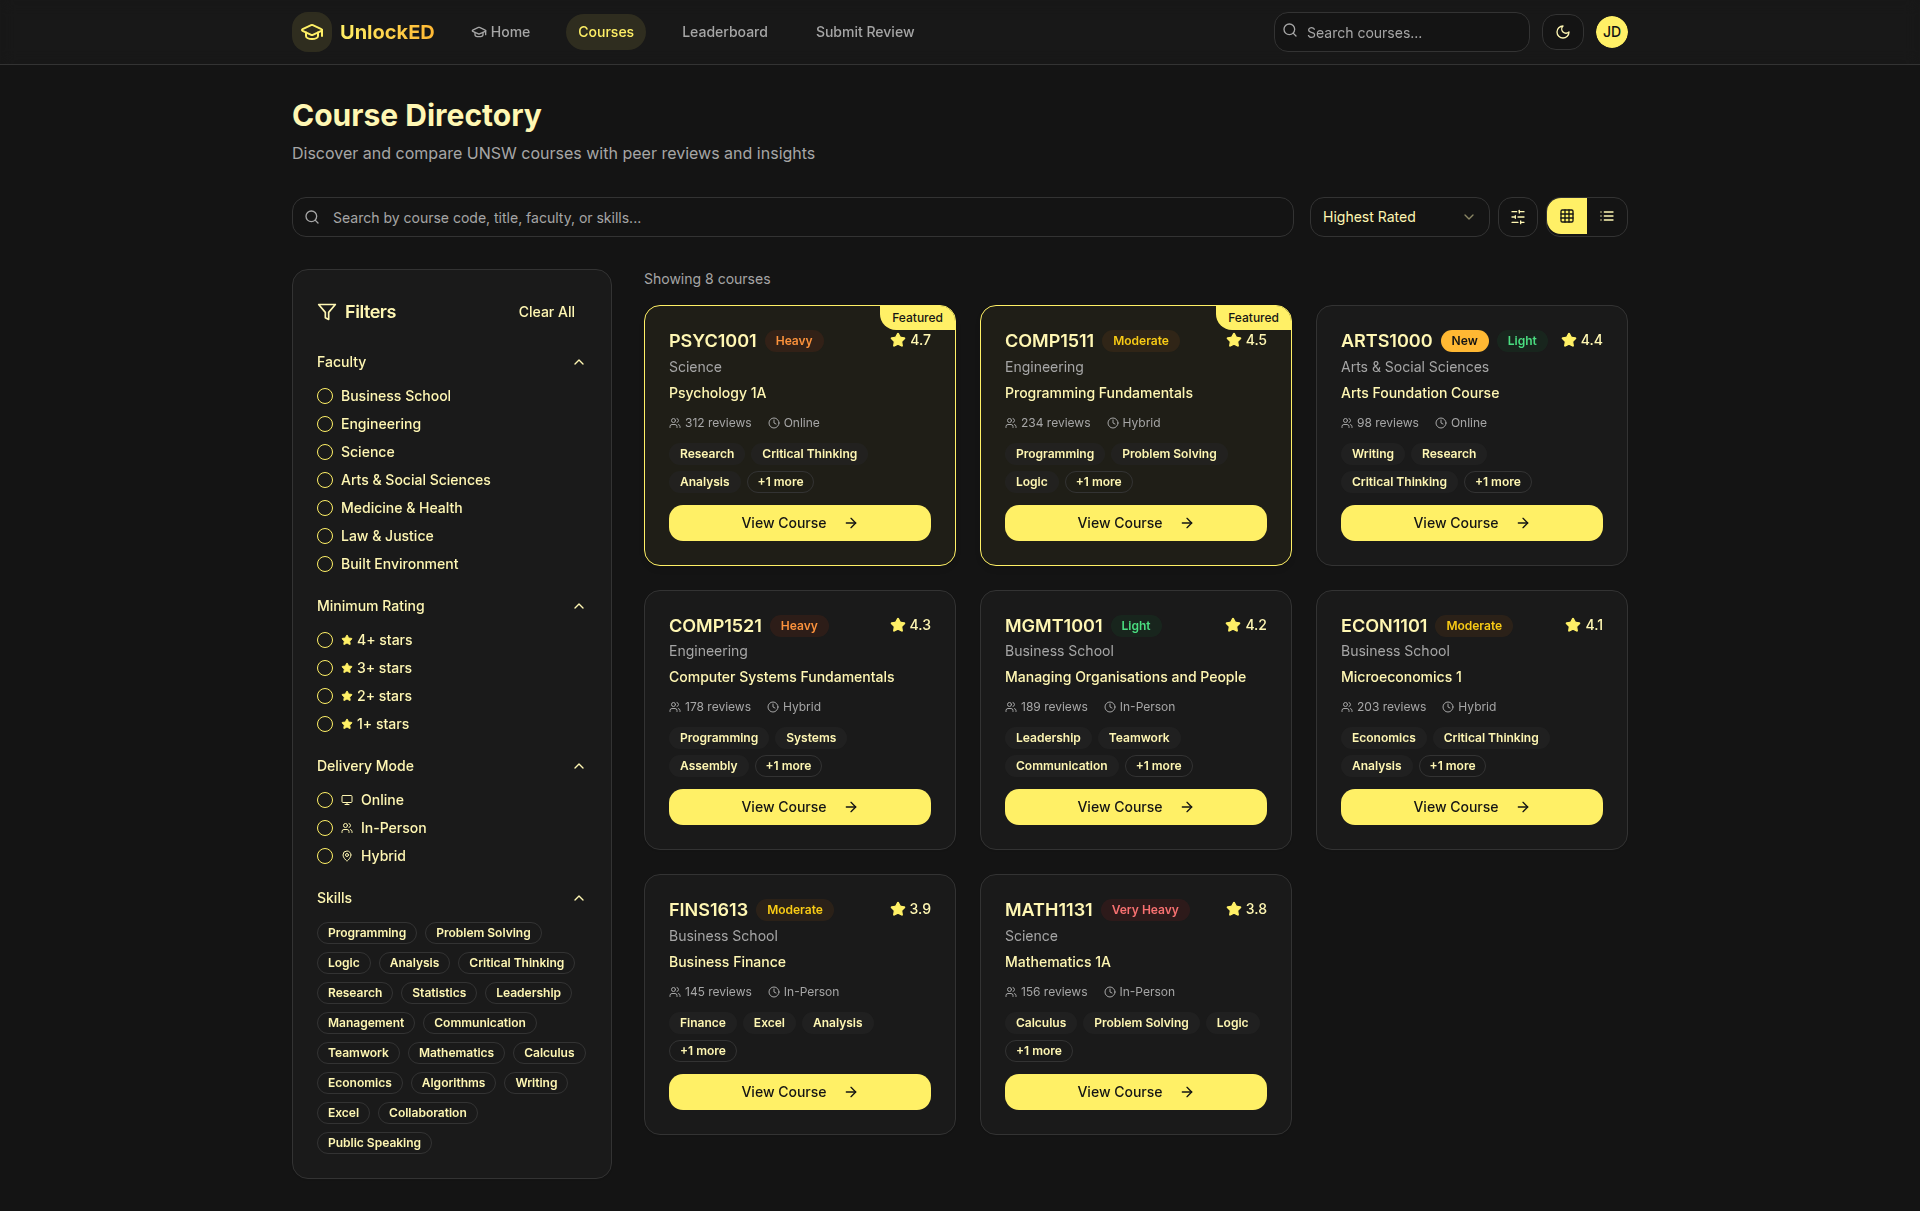 UnlockED
Home
Courses
Leaderboard
Submit Review
Search courses...
JD
Course Directory
Discover and compare UNSW courses with peer reviews and insights
Search by course code, title, faculty, or skills...
Highest Rated
Filters
Clear All
Faculty
Business School
Engineering
Science
Arts & Social Sciences
Medicine & Health
Law & Justice
Built Environment
Minimum Rating
4+ stars
3+ stars
2+ stars
1+ stars
Delivery Mode
Online
In-Person
Hybrid
Skills
Programming Problem Solving
Logic Analysis Critical Thinking
Research Statistics Leadership
Management Communication
Teamwork Mathematics Calculus
Economics Algorithms Writing
Excel Collaboration
Public Speaking
Showing 8 courses
Featured
PSYC1001 Heavy 4.7
Science
Psychology 1A
312 reviews Online
Research Critical Thinking
Analysis +1 more
View Course
Featured
COMP1511 Moderate 4.5
Engineering
Programming Fundamentals
234 reviews Hybrid
Programming Problem Solving
Logic +1 more
View Course
ARTS1000 New Light 4.4
Arts & Social Sciences
Arts Foundation Course
98 reviews Online
Writing Research
Critical Thinking +1 more
View Course
COMP1521 Heavy 4.3
Engineering
Computer Systems Fundamentals
178 reviews Hybrid
Programming Systems
Assembly +1 more
View Course
MGMT1001 Light 4.2
Business School
Managing Organisations and People
189 reviews In-Person
Leadership Teamwork
Communication +1 more
View Course
ECON1101 Moderate 4.1
Business School
Microeconomics 1
203 reviews Hybrid
Economics Critical Thinking
Analysis +1 more
View Course
FINS1613 Moderate 3.9
Business School
Business Finance
145 reviews In-Person
Finance Excel Analysis
+1 more
View Course
MATH1131 Very Heavy 3.8
Science
Mathematics 1A
156 reviews In-Person
Calculus Problem Solving Logic
+1 more
View Course